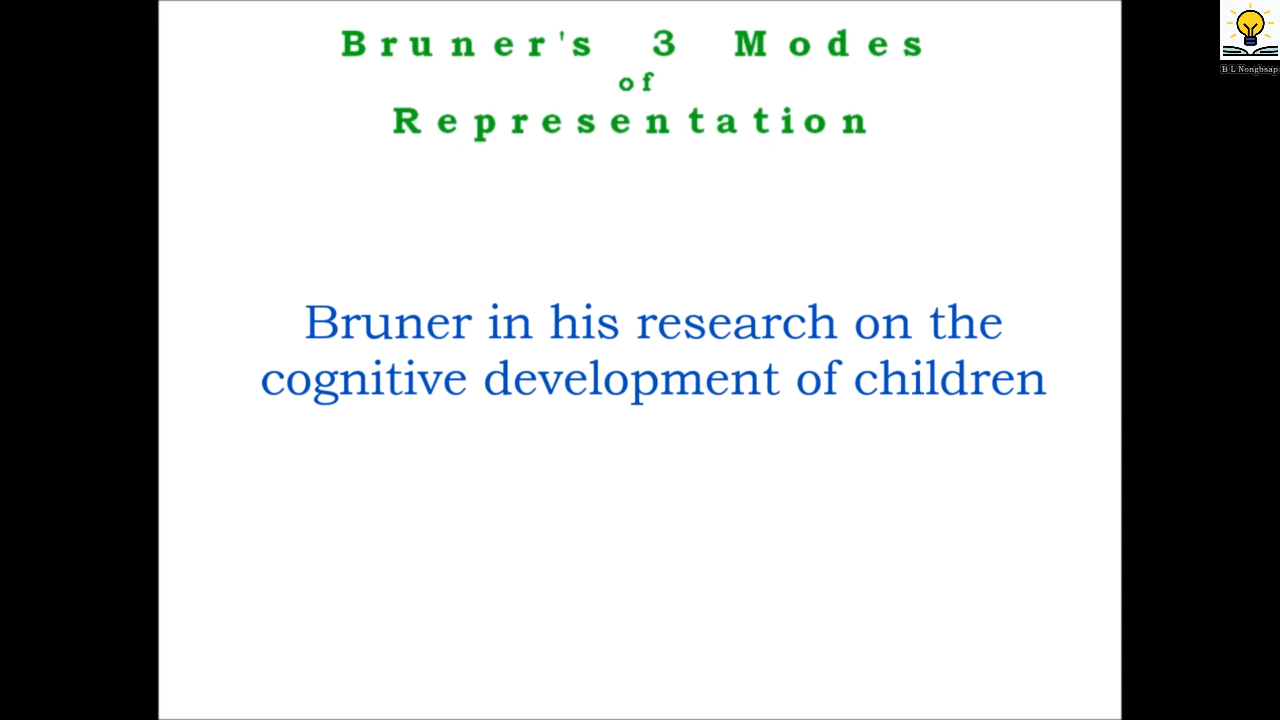 Bruner's 3 Modes
of
Representation
Bruner in his research on the
cognitive development of children
B L Nongbsap